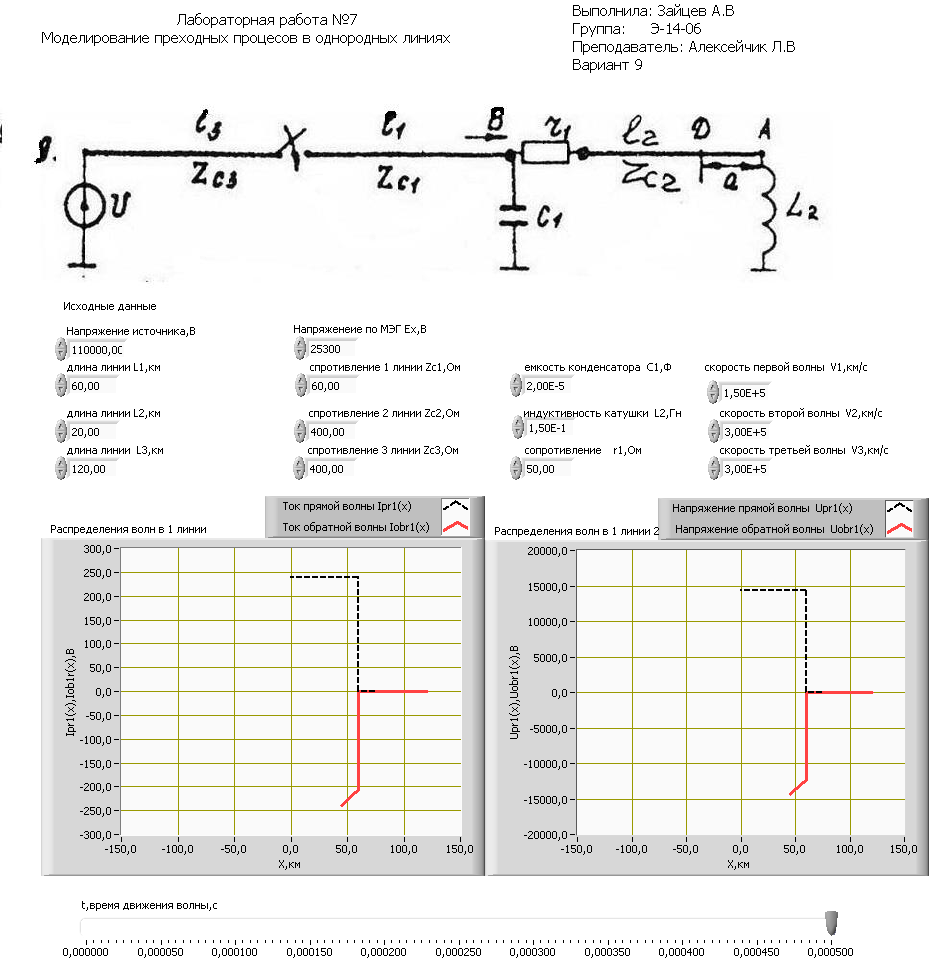 Лабораторная работа №7
Моделирование преходных процесов в однородных линиях
Выполнила: Зайцев А.В
Группа: Э-14-06
Преподаватель: Алексейчик Л.В
Вариант 9
9.
l3
Zc3
l1
Zc1
B
r1
l2
Zc2
D
A
a
U
C1
L2
Исходные данные
Напряжение источника,В
110000,00
Напряженеие по МЭГ Ex,В
25300
длина линии L1,км
60,00
спротивление 1 линии Zc1,Ом
60,00
емкость конденсатора C1,Ф
2,00E-5
скорость первой волны V1,км/с
1,50E+5
длина линии L2,км
20,00
спротивление 2 линии Zc2,Ом
400,00
индуктивность катушки L2,Гн
1,50E-1
скорость второй волны V2,км/с
3,00E+5
длина линии L3,км
120,00
спротивление 3 линии Zc3,Ом
400,00
сопротивление r1,Ом
50,00
скорость третьей волны V3,км/с
3,00E+5
Распределения волн в 1 линии
Ток прямой волны Ipr1(x)
Ток обратной волны Iobr1(x)
Ipr1(x),Iob1r(x),В
300,0
250,0
200,0
150,0
100,0
50,0
0,0
-50,0
-100,0
-150,0
-200,0
-250,0
-300,0
-150,0 -100,0 -50,0 0,0 50,0 100,0 150,0
X,км
Распределения волн в 1 линии 2
Напряжение прямой волны Upr1(x)
Напряжение обратной волны Uobr1(x)
Upr1(x),Uobr1(x),В
20000,0
15000,0
10000,0
5000,0
0,0
-5000,0
-10000,0
-15000,0
-20000,0
-150,0 -100,0 -50,0 0,0 50,0 100,0 150,0
X,км
t,время движения волны,с
0,000000 0,000050 0,000100 0,000150 0,000200 0,000250 0,000300 0,000350 0,000400 0,000450 0,000500